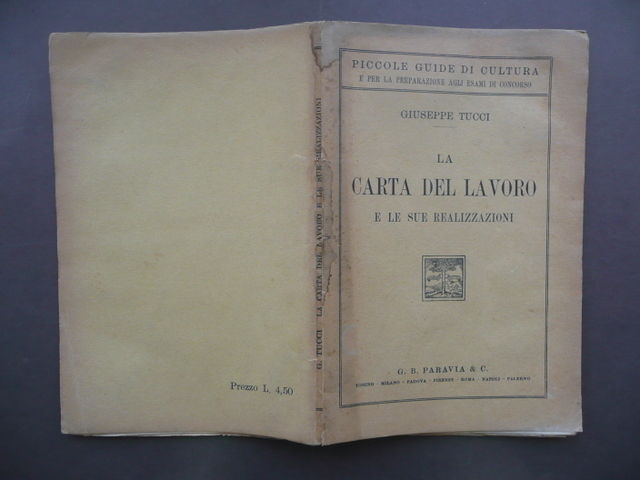 PICCOLE GUIDE DI CULTURA
E PER LA PREPARAZIONE AGLI ESAMI DI CONCORSO
GIUSEPPE TUCCI
LA
CARTA DEL LAVORO
E LE SUE REALIZZAZIONI
G. B. PARAVIA & C.
TORINO - MILANO - PADOVA - FIRENZE - ROMA - NAPOLI - PALERMO
G. TUCCI LA CARTA DEL LAVORO E LE SUE REALIZZAZIONI
Prezzo L. 4,50